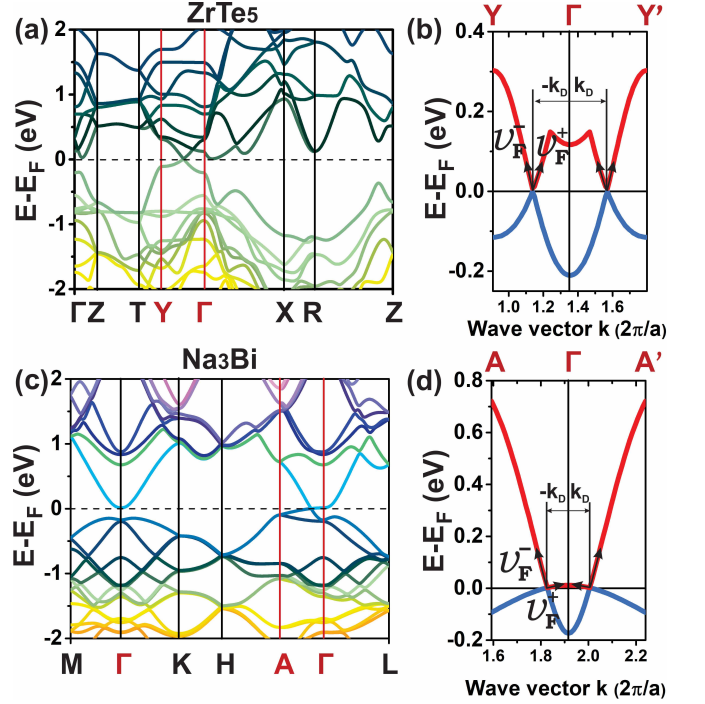 ZrTe5
(a)
E-EF (eV)
2
1
0
-1
-2
Γ Z T Y Γ X R Z
(b)
Y Γ Y'
E-EF (eV)
0.4
0.2
0.0
-0.2
-kD kD
υF- υF+
1.0 1.2 1.4 1.6
Wave vector k (2π/a)
Na3Bi
(c)
E-EF (eV)
2
1
0
-1
-2
M Γ K H A Γ L
(d)
A Γ A'
E-EF (eV)
0.8
0.6
0.4
0.2
0.0
-0.2
-kD kD
υF-
υF+
1.6 1.8 2.0 2.2
Wave vector k (2π/a)